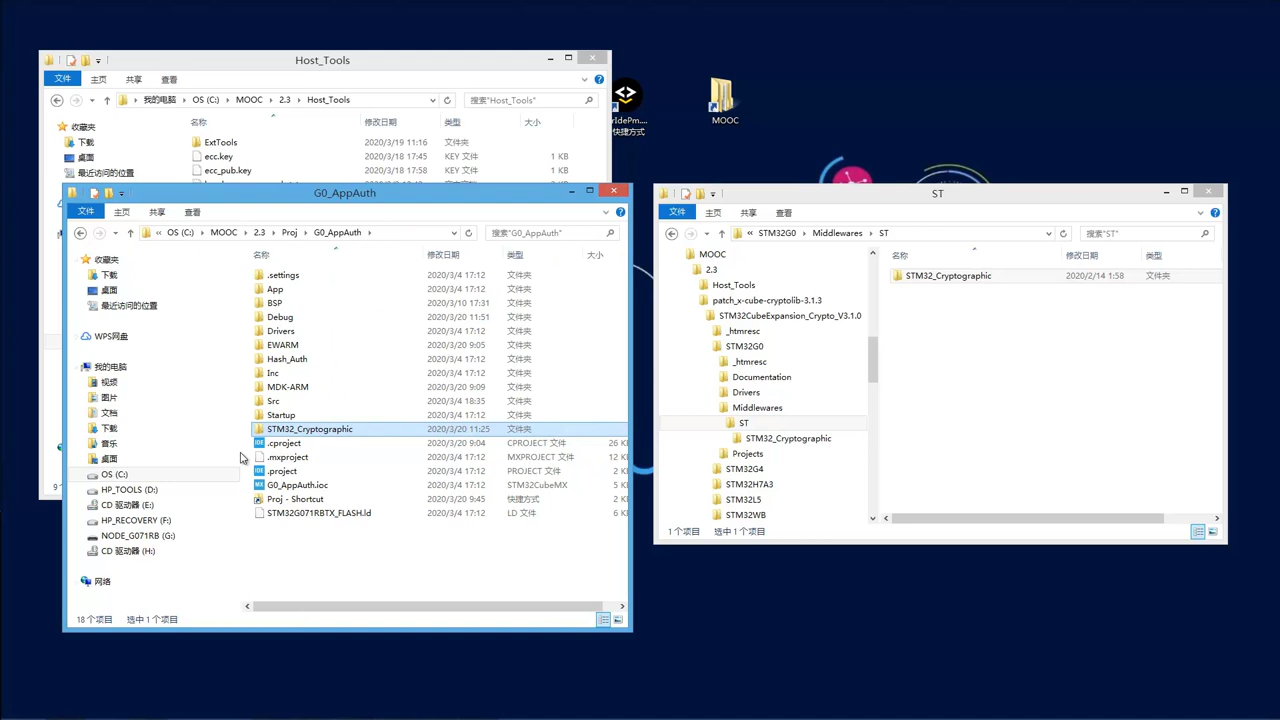 Host_Tools
文件 主页 共享 查看
我的电脑 OS (C:) MOOC 2.3 Host_Tools 搜索"Host_Tools"
收藏夹
下载
桌面
最近访问的位置
名称 修改日期 类型 大小
ExtTools 2020/3/19 11:16 文件夹
ecc.key 2020/3/18 17:45 KEY 文件 1 KB
ecc_pub.key 2020/3/18 17:58 KEY 文件 1 KB
rIdePm....
快捷方式
MOOC
G0_AppAuth
文件 主页 共享 查看
« OS (C:) MOOC 2.3 Proj G0_AppAuth 搜索"G0_AppAuth"
收藏夹
下载
桌面
最近访问的位置
WPS网盘
我的电脑
视频
图片
文档
下载
音乐
桌面
OS (C:)
HP_TOOLS (D:)
CD 驱动器 (E:)
HP_RECOVERY (F:)
NODE_G071RB (G:)
CD 驱动器 (H:)
网络
名称 修改日期 类型 大小
.settings 2020/3/4 17:12 文件夹
App 2020/3/4 17:12 文件夹
BSP 2020/3/10 17:31 文件夹
Debug 2020/3/20 11:51 文件夹
Drivers 2020/3/4 17:12 文件夹
EWARM 2020/3/20 9:05 文件夹
Hash_Auth 2020/3/4 17:12 文件夹
Inc 2020/3/4 17:12 文件夹
MDK-ARM 2020/3/20 9:09 文件夹
Src 2020/3/4 18:35 文件夹
Startup 2020/3/4 17:12 文件夹
STM32_Cryptographic 2020/3/20 11:25 文件夹
.cproject 2020/3/20 9:04 CPROJECT 文件 26 K
.mxproject 2020/3/4 17:12 MXPROJECT 文件 12 K
.project 2020/3/4 17:12 PROJECT 文件 2 K
G0_AppAuth.ioc 2020/3/4 17:12 STM32CubeMX 5 K
Proj - Shortcut 2020/3/20 9:45 快捷方式 2 K
STM32G071RBTX_FLASH.ld 2020/3/4 17:12 LD 文件 6 K
18 个项目 选中 1 个项目
ST
文件 主页 共享 查看
« STM32G0 Middlewares ST 搜索"ST"
MOOC
2.3
Host_Tools
patch_x-cube-cryptolib-3.1.3
STM32CubeExpansion_Crypto_V3.1.0
_htmresc
STM32G0
_htmresc
Documentation
Drivers
Middlewares
ST
STM32_Cryptographic
Projects
STM32G4
STM32H7A3
STM32L5
STM32WB
名称 修改日期 类型
STM32_Cryptographic 2020/2/14 1:58 文件夹
1 个项目 选中 1 个项目